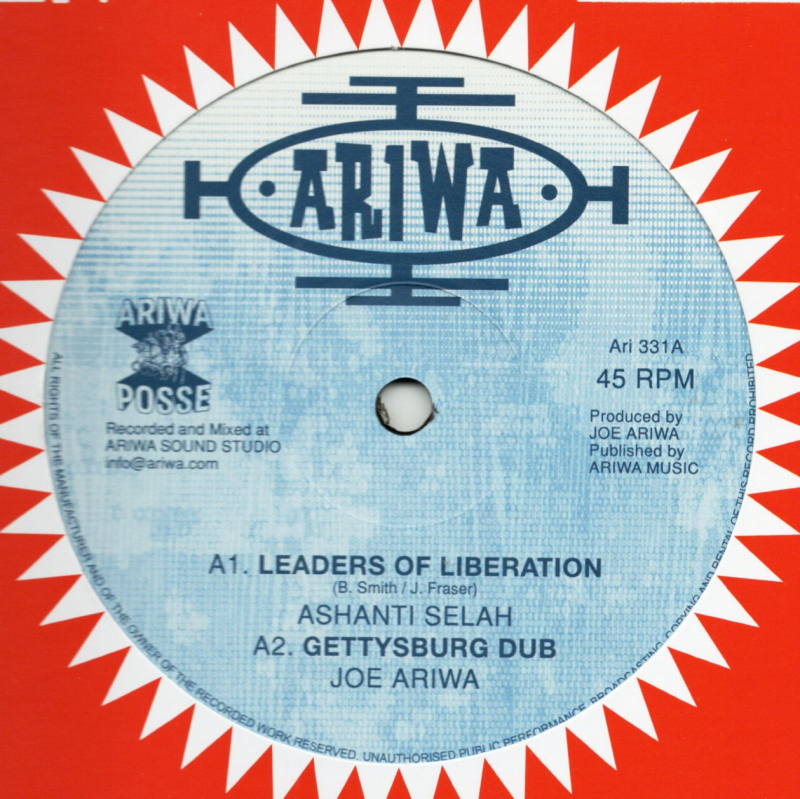 ARIWA
ARIWA
POSSE
Recorded and Mixed at
ARIWA SOUND STUDIO
info@ariwa.com
Ari 331A
45 RPM
Produced by
JOE ARIWA
Published by
ARIWA MUSIC
A1. LEADERS OF LIBERATION
(B. Smith / J. Fraser)
ASHANTI SELAH
A2. GETTYSBURG DUB
JOE ARIWA
ALL RIGHTS OF THE MANUFACTURER AND OF THE OWNER OF THE RECORDED WORK RESERVED. UNAUTHORISED PUBLIC PERFORMANCE, BROADCASTING, COPYING AND RENTAL OF THIS RECORD PROHIBITED